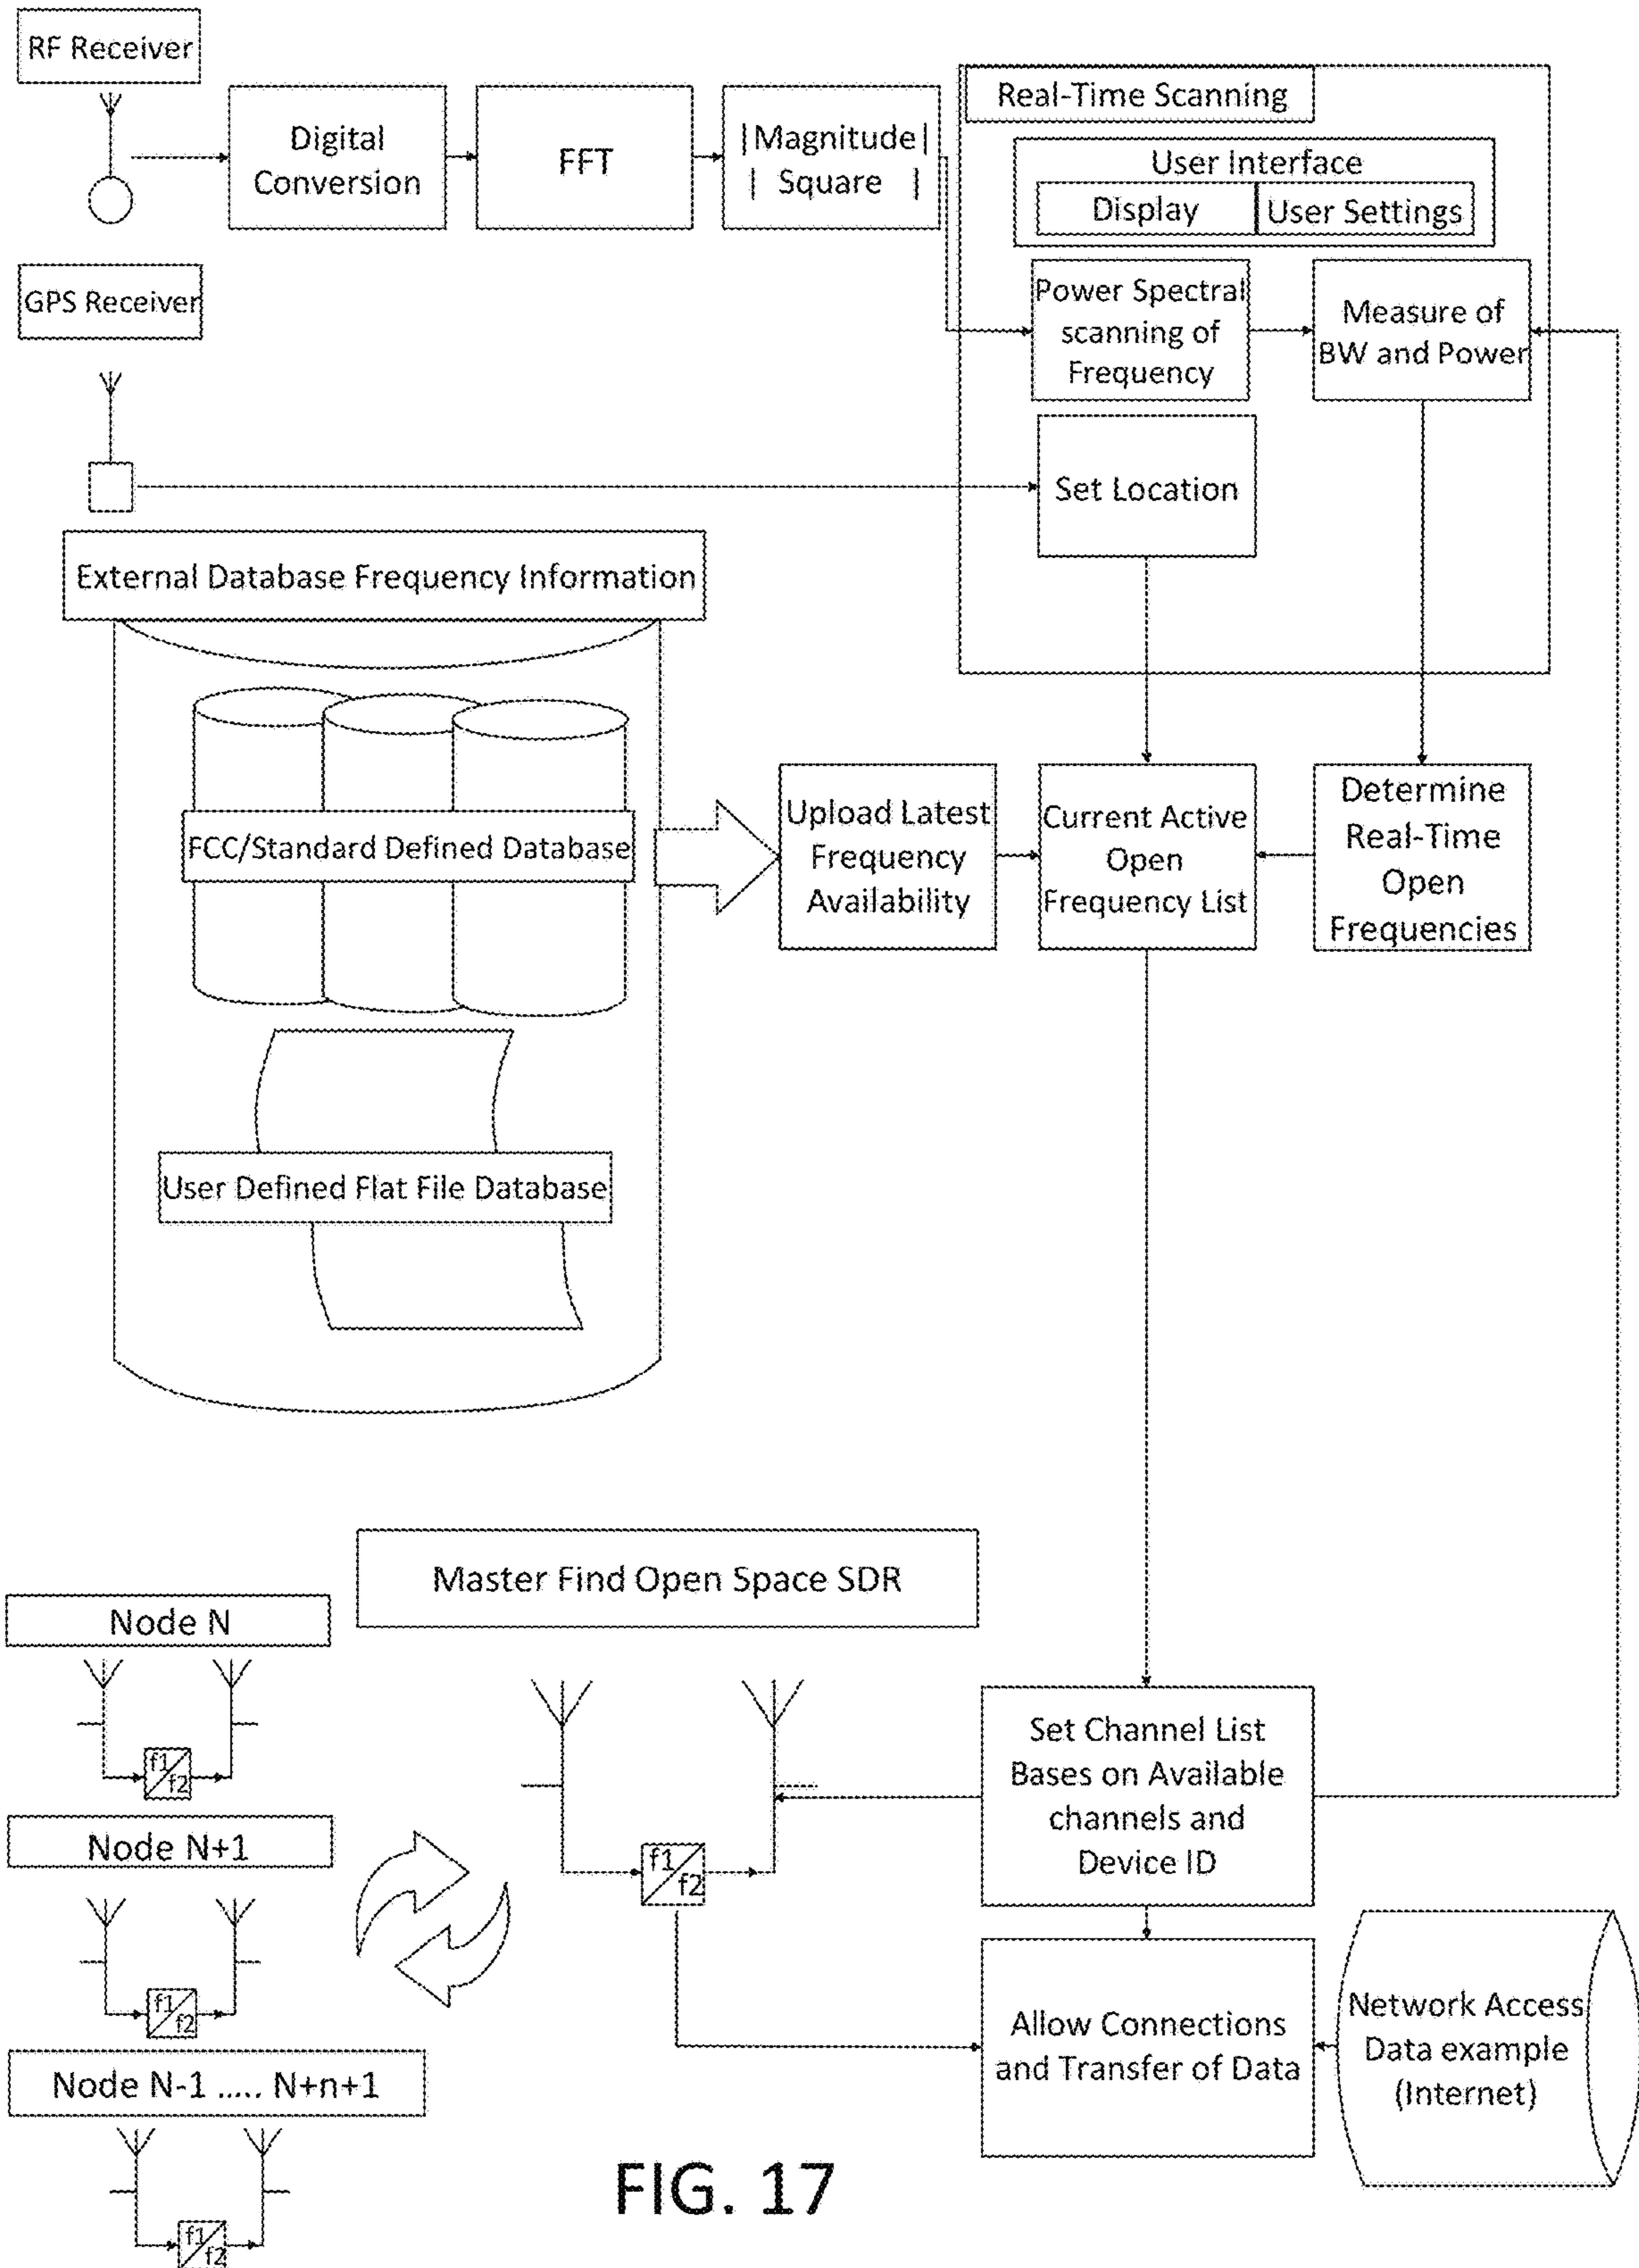 RF Receiver
Digital
Conversion
FFT
|Magnitude|
| Square |
Real-Time Scanning
User Interface
Display
User Settings
GPS Receiver
Power Spectral
scanning of
Frequency
Measure of
BW and Power
Set Location
External Database Frequency Information
FCC/Standard Defined Database
Upload Latest
Frequency
Availability
Current Active
Open
Frequency List
Determine
Real-Time
Open
Frequencies
User Defined Flat File Database
Master Find Open Space SDR
Node N
f1
f2
Node N+1
f1
f2
Node N-1 ..... N+n+1
f1
f2
f1
f2
Set Channel List
Bases on Available
channels and
Device ID
Allow Connections
and Transfer of Data
Network Access
Data example
(Internet)
FIG. 17